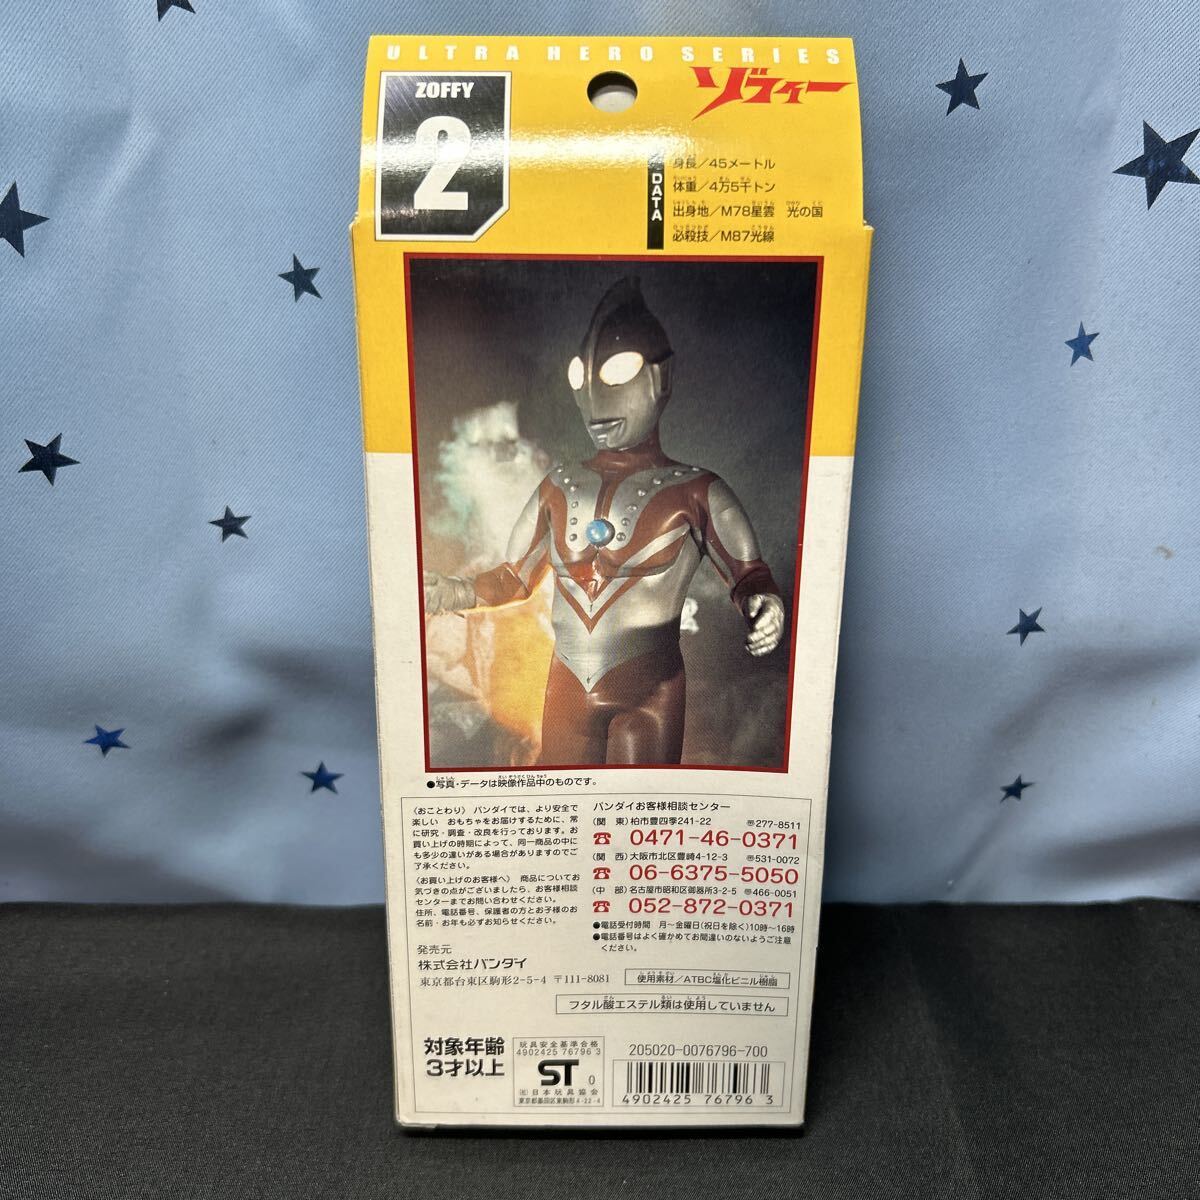 ULTRA HERO SERIES
ZOFFY
2
ゾフィー
DATA
身長/45メートル
体重/4万5千トン
出身地/M78星雲 光の国
必殺技/M87光線
●写真・データは映像作品中のものです。
〈おことわり〉 バンダイでは、より安全で
楽しい おもちゃをお届けするために、常
に研究・調査・改良を行っております。お
買い上げの時期によって、同一商品の中に
も多少の違いがある場合がありますのでご
了承ください。
〈お買い上げのお客様へ〉 商品についてお
気づきの点がございましたら、お客様相談
センターまでお問い合わせください。
住所、電話番号、保護者の方とお子様のお
名前・お年も必ずお知らせください。
発売元
株式会社バンダイ
東京都台東区駒形2-5-4 〒111-8081
バンダイお客様相談センター
(関 東) 柏市豊四季241-22 〒277-8511
☎ 0471-46-0371
(関 西) 大阪市北区豊崎4-12-3 〒531-0072
☎ 06-6375-5050
(中 部) 名古屋市昭和区御器所3-2-5 〒466-0051
☎ 052-872-0371
●電話受付時間 月〜金曜日(祝日を除く)10時〜16時
●電話番号はよく確かめてお間違いのないようご注意
ください。
使用素材/ATBC塩化ビニル樹脂
フタル酸エステル類は使用していません
対象年齢
3才以上
玩具安全基準合格
4902425 76796 3
ST 0
㈳日本玩具協会
東京都墨田区東駒形4-22-4
205020-0076796-700
4902425 767963